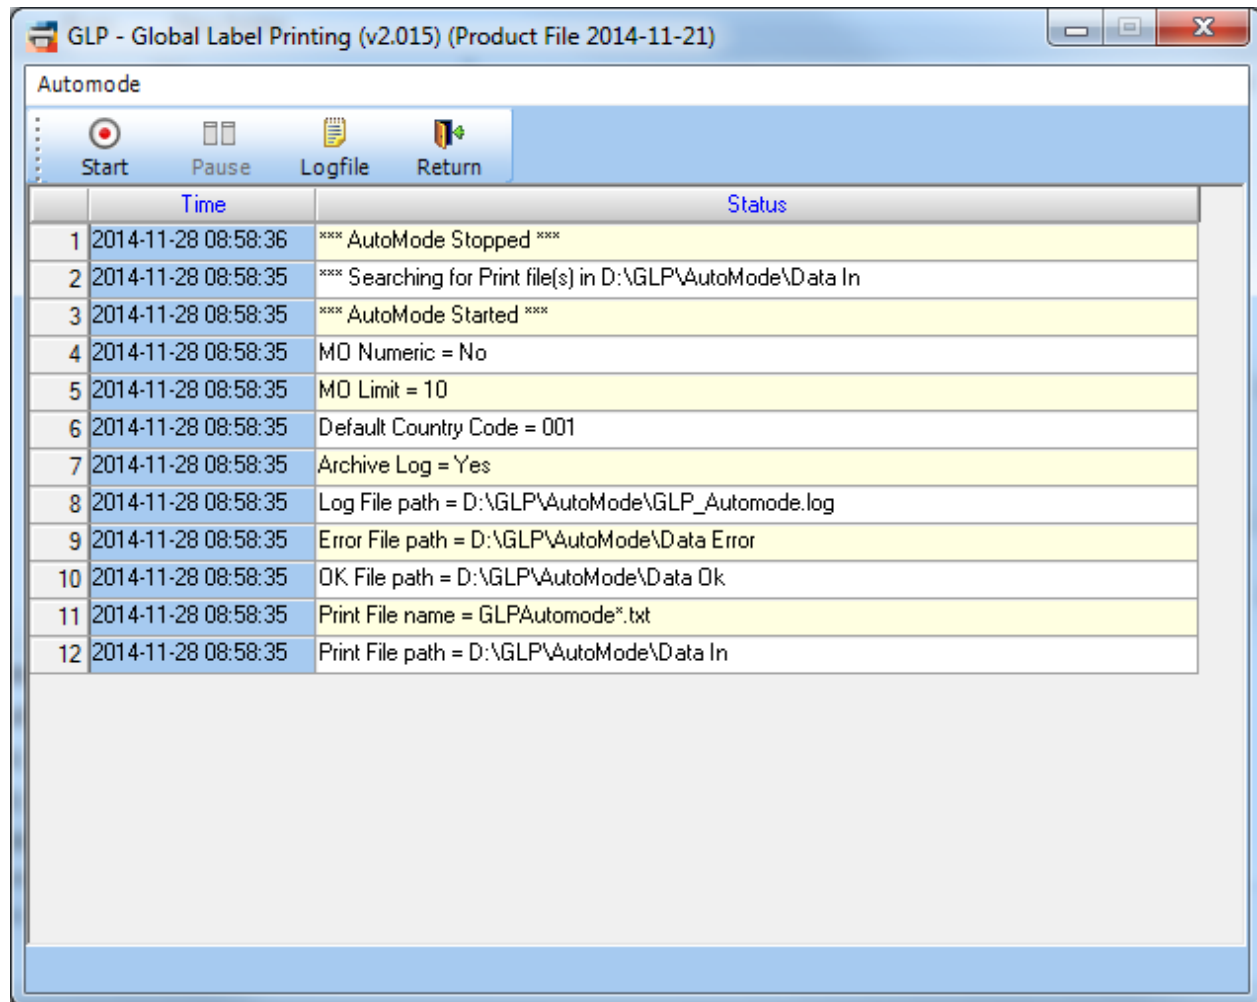 GLP - Global Label Printing (v2.015) (Product File 2014-11-21)
Automode
Start Pause Logfile Return
Time Status
1 2014-11-28 08:58:36 *** AutoMode Stopped ***
2 2014-11-28 08:58:35 *** Searching for Print file(s) in D:\GLP\AutoMode\Data In
3 2014-11-28 08:58:35 *** AutoMode Started ***
4 2014-11-28 08:58:35 MO Numeric = No
5 2014-11-28 08:58:35 MO Limit = 10
6 2014-11-28 08:58:35 Default Country Code = 001
7 2014-11-28 08:58:35 Archive Log = Yes
8 2014-11-28 08:58:35 Log File path = D:\GLP\AutoMode\GLP_Automode.log
9 2014-11-28 08:58:35 Error File path = D:\GLP\AutoMode\Data Error
10 2014-11-28 08:58:35 OK File path = D:\GLP\AutoMode\Data Ok
11 2014-11-28 08:58:35 Print File name = GLPAutomode*.txt
12 2014-11-28 08:58:35 Print File path = D:\GLP\AutoMode\Data In